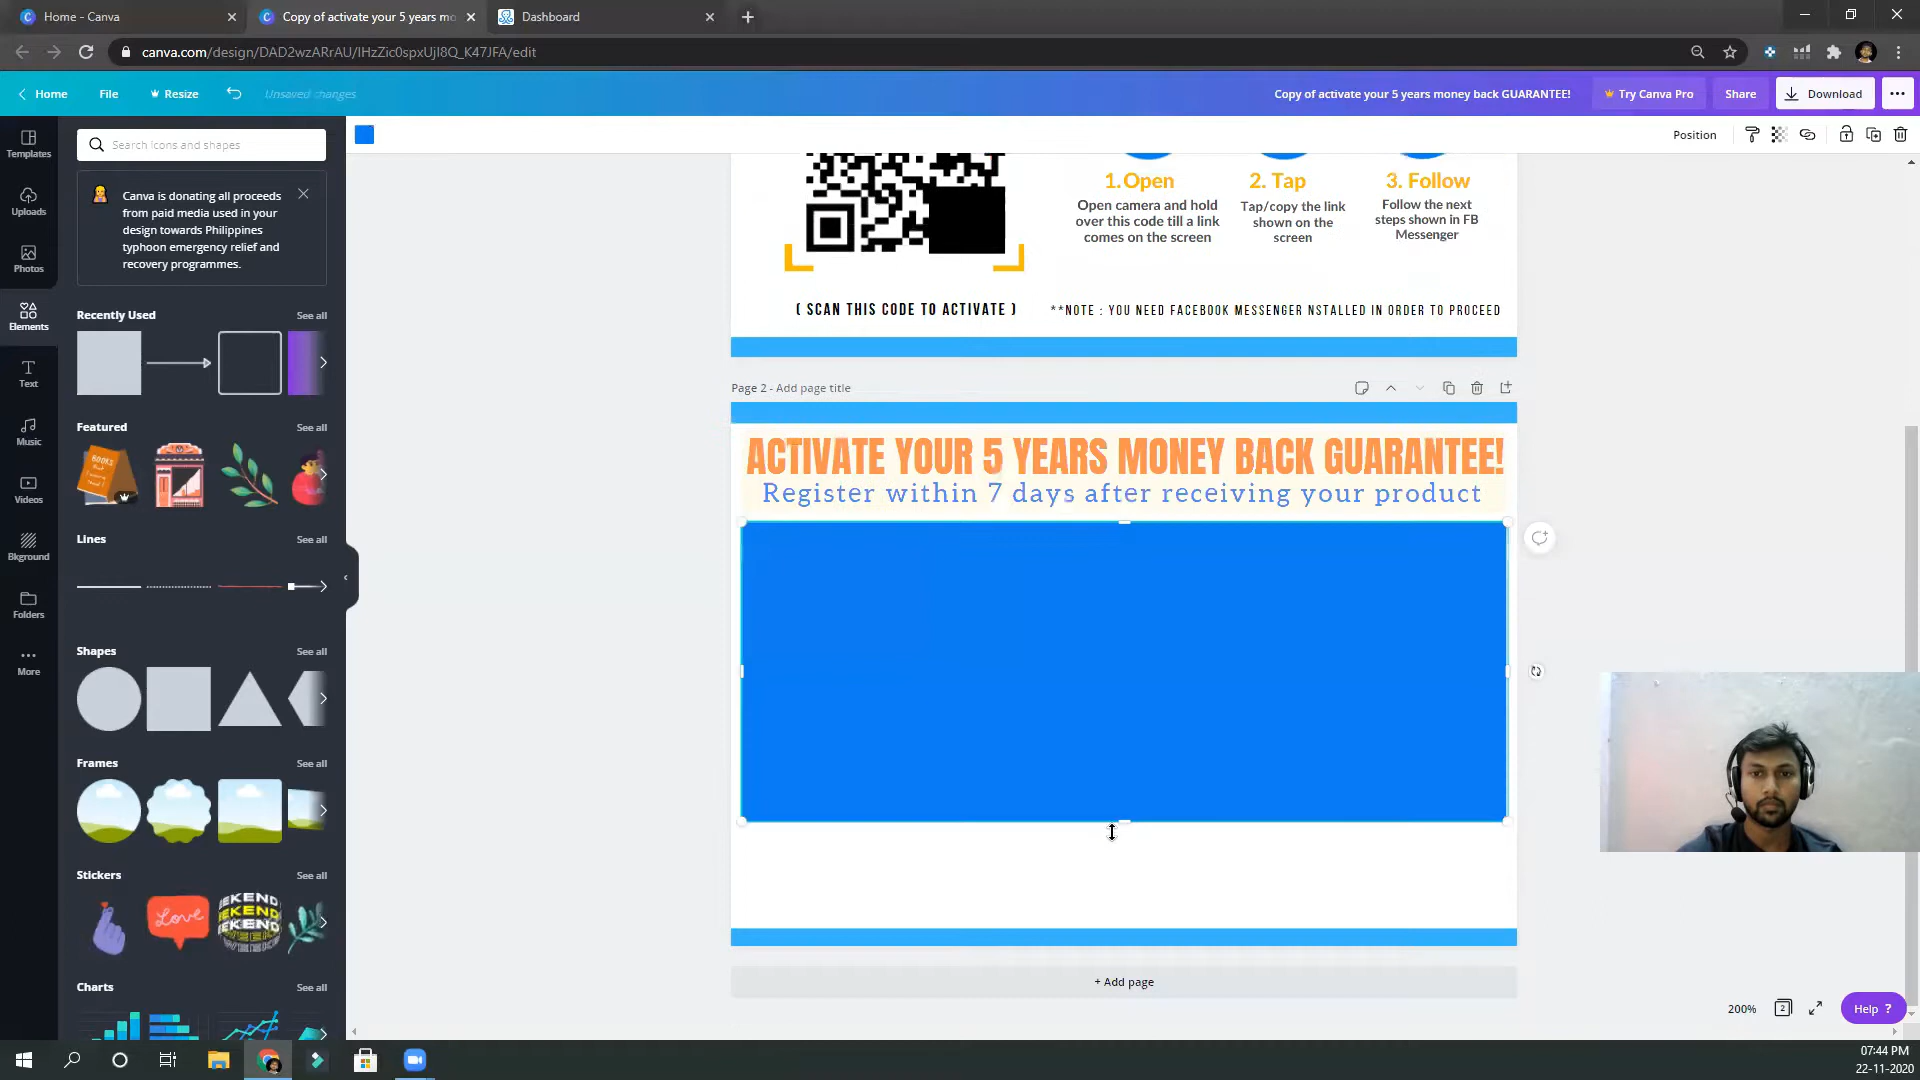 Home - Canva
Copy of activate your 5 years mo
Dashboard
canva.com/design/DAD2wzARrAU/IHzZic0spxUjI8Q_K47JFA/edit
Home
File
Resize
Unsaved changes
Copy of activate your 5 years money back GUARANTEE!
Try Canva Pro
Share
Download
Templates
Uploads
Photos
Elements
Text
Music
Videos
Bkground
Folders
More
Search icons and shapes
Canva is donating all proceeds
from paid media used in your
design towards Philippines
typhoon emergency relief and
recovery programmes.
Recently Used
See all
Featured
See all
BOOKS
Lines
See all
Shapes
See all
Frames
See all
Stickers
See all
Love
WEEKEND
Charts
See all
Position
1.Open
Open camera and hold
over this code till a link
comes on the screen
2. Tap
Tap/copy the link
shown on the
screen
3. Follow
Follow the next
steps shown in FB
Messenger
( SCAN THIS CODE TO ACTIVATE )
**NOTE : YOU NEED FACEBOOK MESSENGER NSTALLED IN ORDER TO PROCEED
Page 2 - Add page title
ACTIVATE YOUR 5 YEARS MONEY BACK GUARANTEE!
Register within 7 days after receiving your product
+ Add page
200%
2
Help ?
07:44 PM
22-11-2020